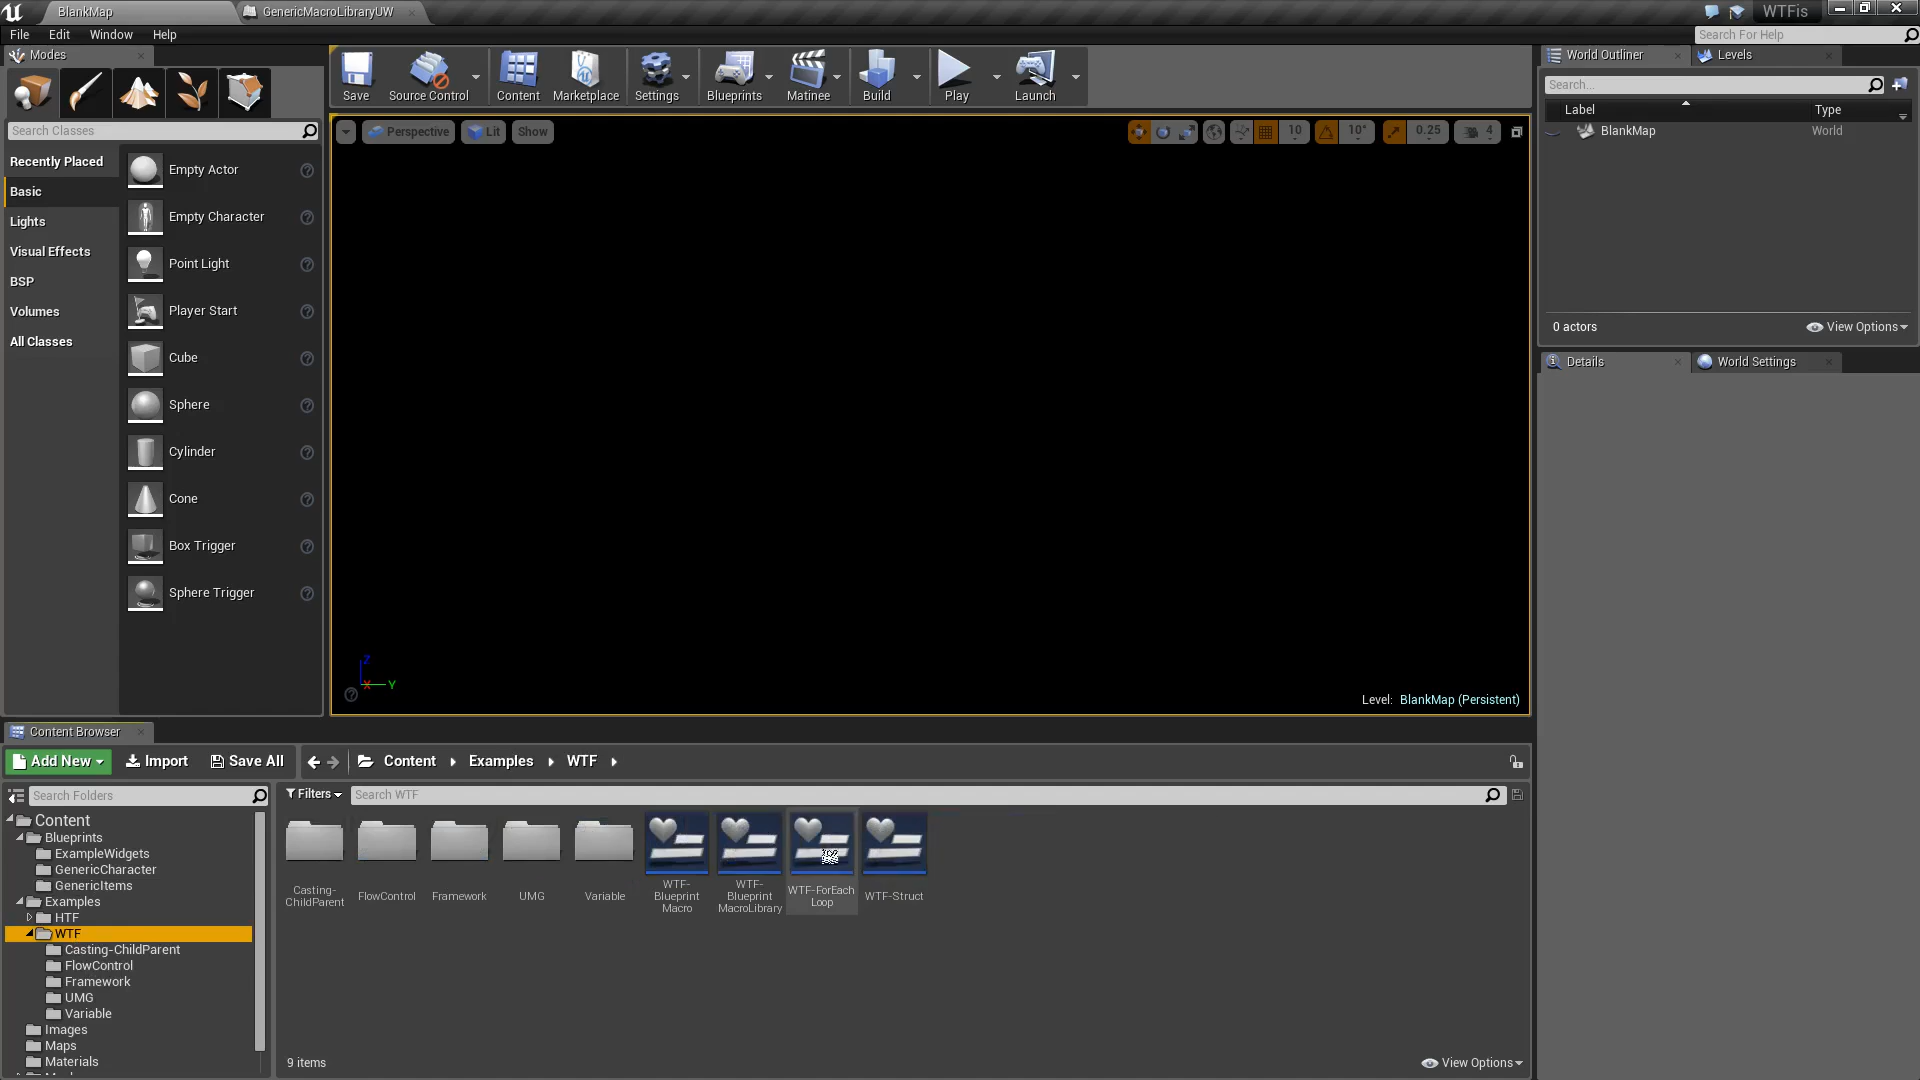 BlankMap
GenericMacroLibraryUW
WTFis
File Edit Window Help
Search For Help
Modes
Search Classes
Recently Placed
Basic
Lights
Visual Effects
BSP
Volumes
All Classes
Empty Actor
Empty Character
Point Light
Player Start
Cube
Sphere
Cylinder
Cone
Box Trigger
Sphere Trigger
Save
Source Control
Content
Marketplace
Settings
Blueprints
Matinee
Build
Play
Launch
Perspective
Lit
Show
10
10°
0.25
4
Z
X
Y
Level: BlankMap (Persistent)
World Outliner
Levels
Search...
Label
Type
BlankMap
World
0 actors
View Options
Details
World Settings
Content Browser
Add New
Import
Save All
Content
Examples
WTF
Search Folders
Filters
Search WTF
Content
Blueprints
ExampleWidgets
GenericCharacter
GenericItems
Examples
HTF
WTF
Casting-ChildParent
FlowControl
Framework
UMG
Variable
Images
Maps
Materials
Casting-
ChildParent
FlowControl
Framework
UMG
Variable
WTF-
Blueprint
Macro
WTF-
Blueprint
MacroLibrary
WTF-ForEach
Loop
WTF-Struct
9 items
View Options